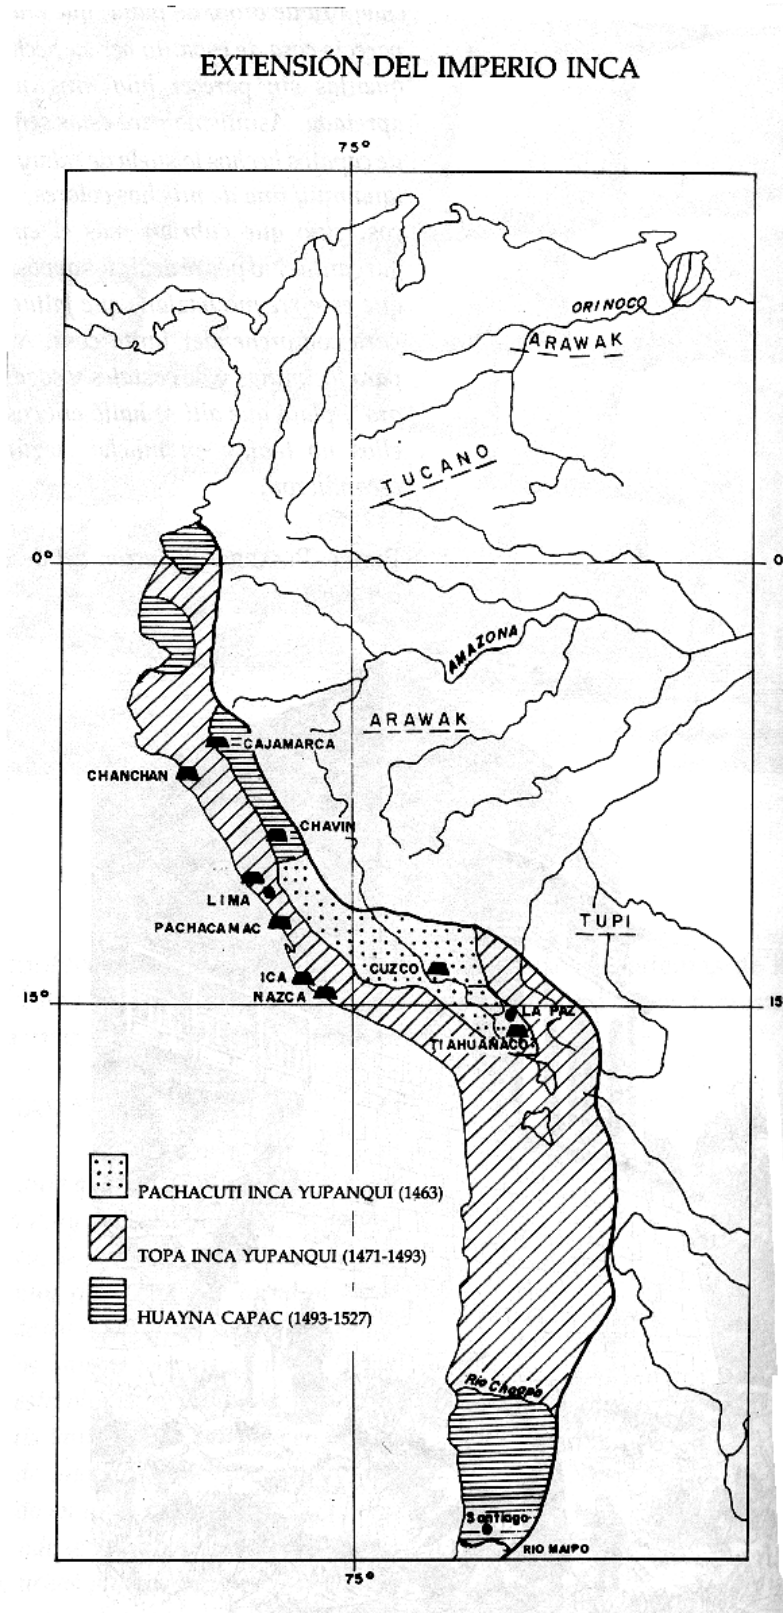 EXTENSIÓN DEL IMPERIO INCA
75°
ORINOCO
ARAWAK
TUCANO
0°
0
AMAZONA
ARAWAK
CAJAMARCA
CHANCHAN
CHAVIN
LIMA
PACHACAMAC
TUPI
CUZCO
ICA
NAZCA
15°
15
LA PAZ
TIAHUANACO
PACHACUTI INCA YUPANQUI (1463)
TOPA INCA YUPANQUI (1471-1493)
HUAYNA CAPAC (1493-1527)
Rio Choapa
Santiago
RIO MAIPO
75°